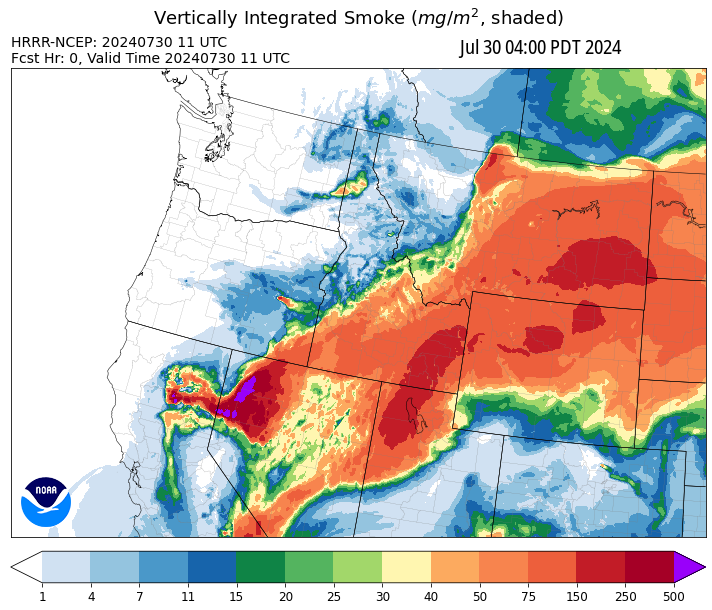 Vertically Integrated Smoke (mg/m², shaded)
HRRR-NCEP: 20240730 11 UTC
Jul 30 04:00 PDT 2024
Fcst Hr: 0, Valid Time 20240730 11 UTC
NOAA
1 4 7 11 15 20 25 30 40 50 75 150 250 500